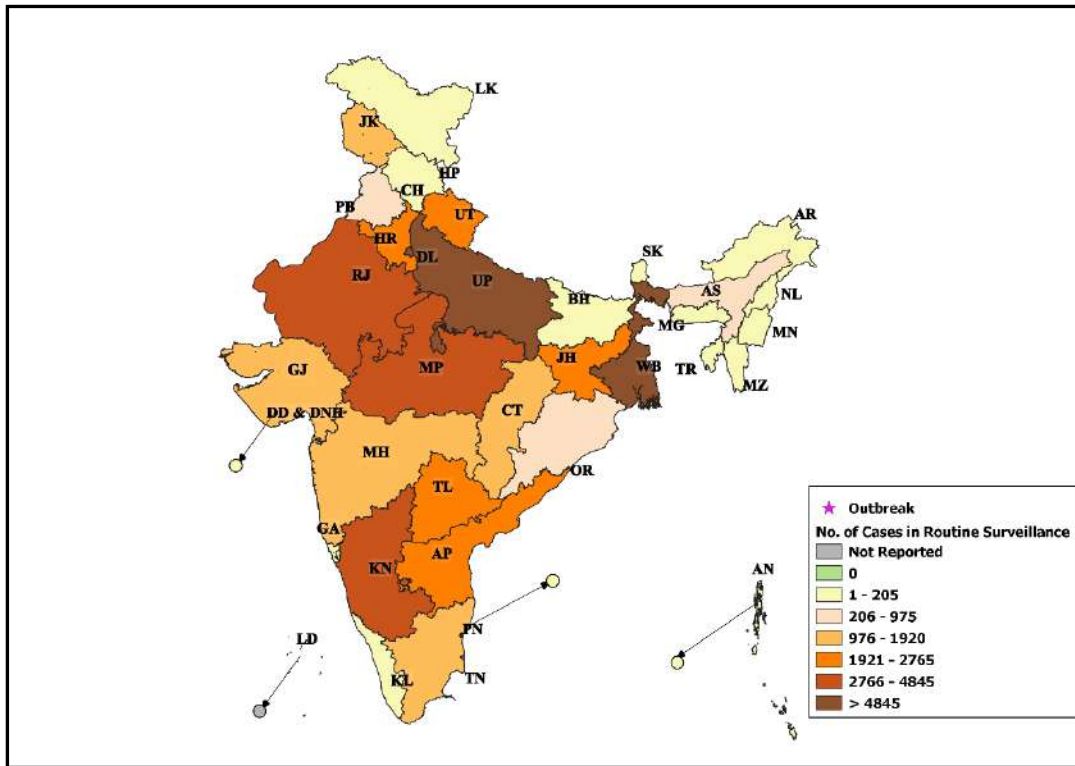 LK
JK
HP
CH
PB
UT
HR
DL
AR
SK
RJ
UP
BH
AS
NL
MG
MN
JH
WB
TR
MZ
GJ
MP
CT
DD & DNH
MH
OR
TL
GA
AP
KN
AN
PN
LD
KL
TN
Outbreak
No. of Cases in Routine Surveillance
Not Reported
0
1 - 205
206 - 975
976 - 1920
1921 - 2765
2766 - 4845
> 4845